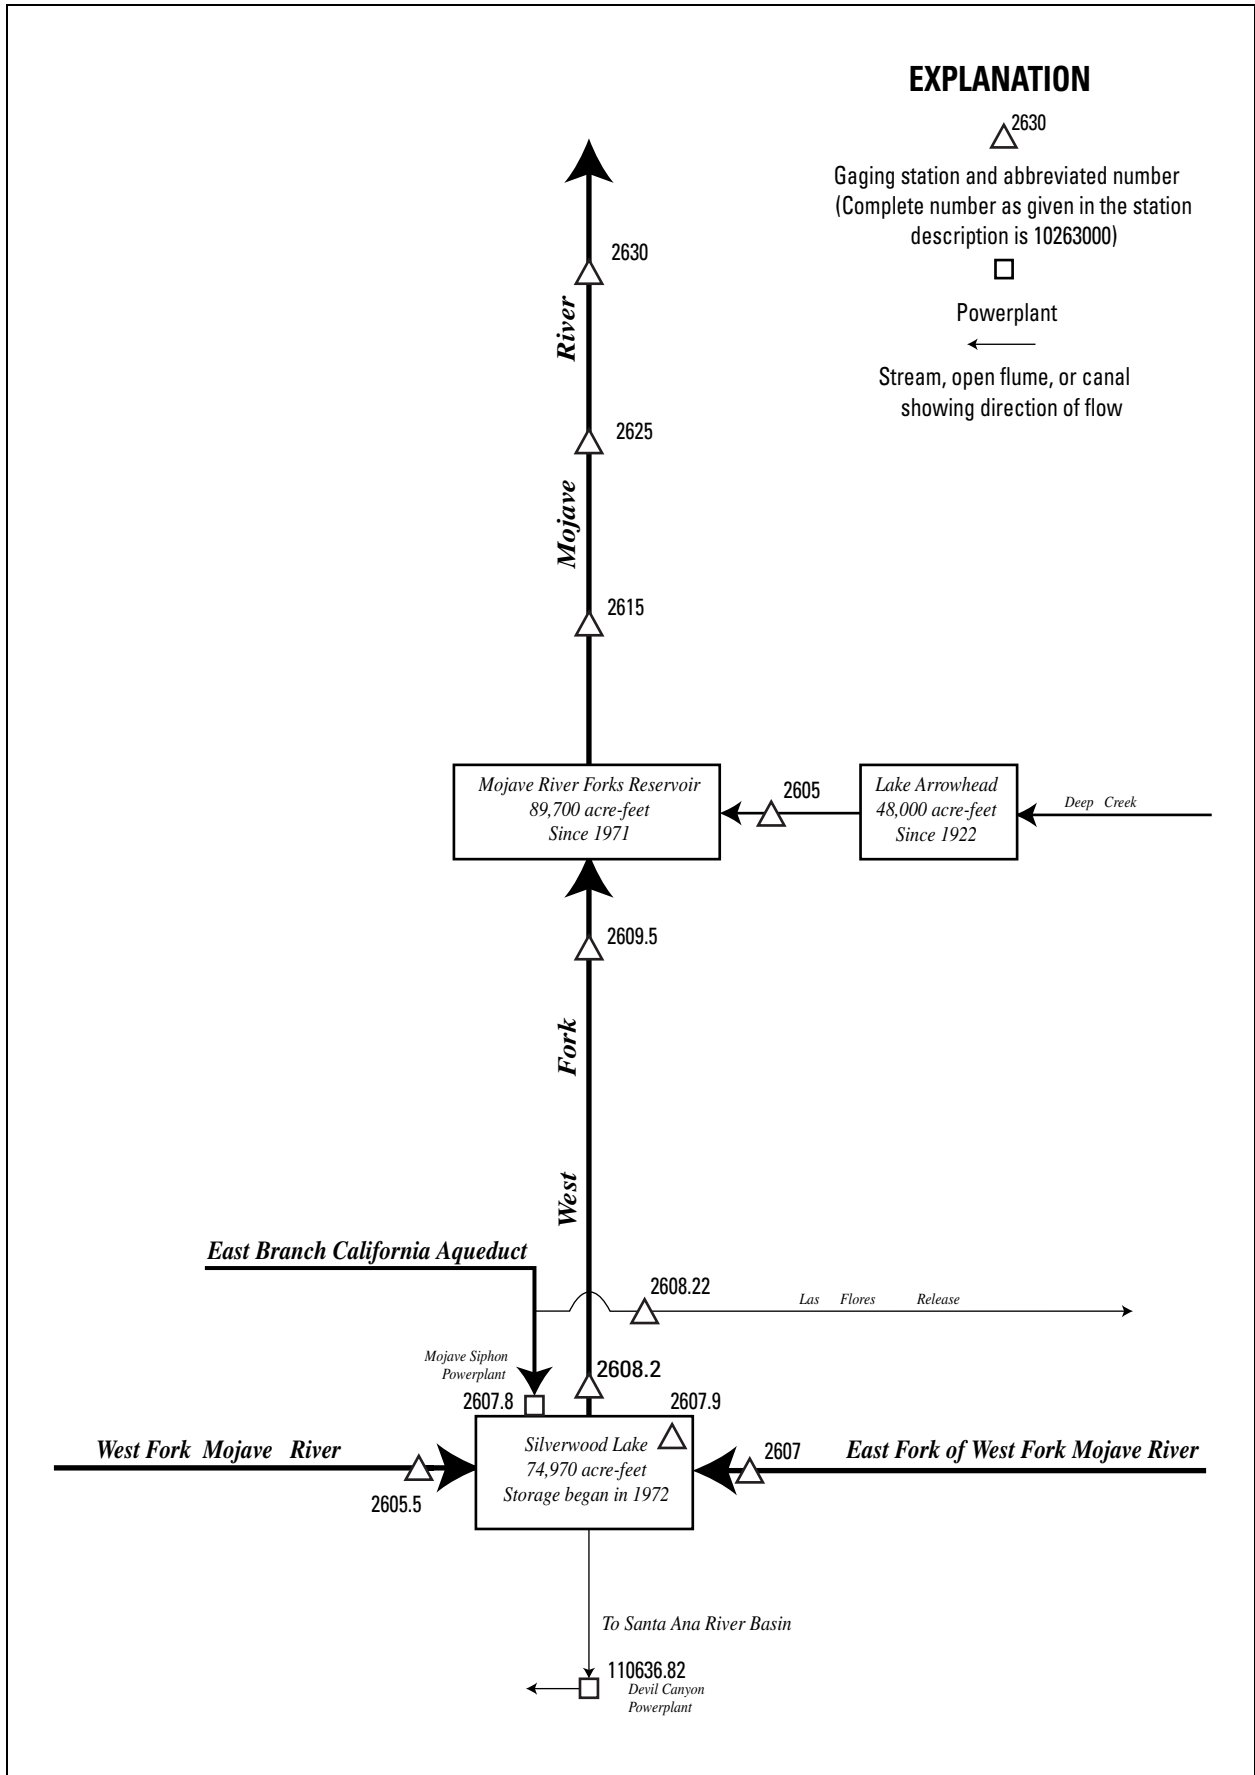 EXPLANATION
2630
Gaging station and abbreviated number
(Complete number as given in the station
description is 10263000)
Powerplant
Stream, open flume, or canal
showing direction of flow
2630
River
2625
Mojave
2615
Mojave River Forks Reservoir
89,700 acre-feet
Since 1971
2605
Lake Arrowhead
48,000 acre-feet
Since 1922
Deep Creek
2609.5
Fork
West
East Branch California Aqueduct
2608.22
Las Flores Release
Mojave Siphon
Powerplant
2607.8
2608.2
2607.9
West Fork Mojave River
2605.5
Silverwood Lake
74,970 acre-feet
Storage began in 1972
2607
East Fork of West Fork Mojave River
To Santa Ana River Basin
110636.82
Devil Canyon
Powerplant